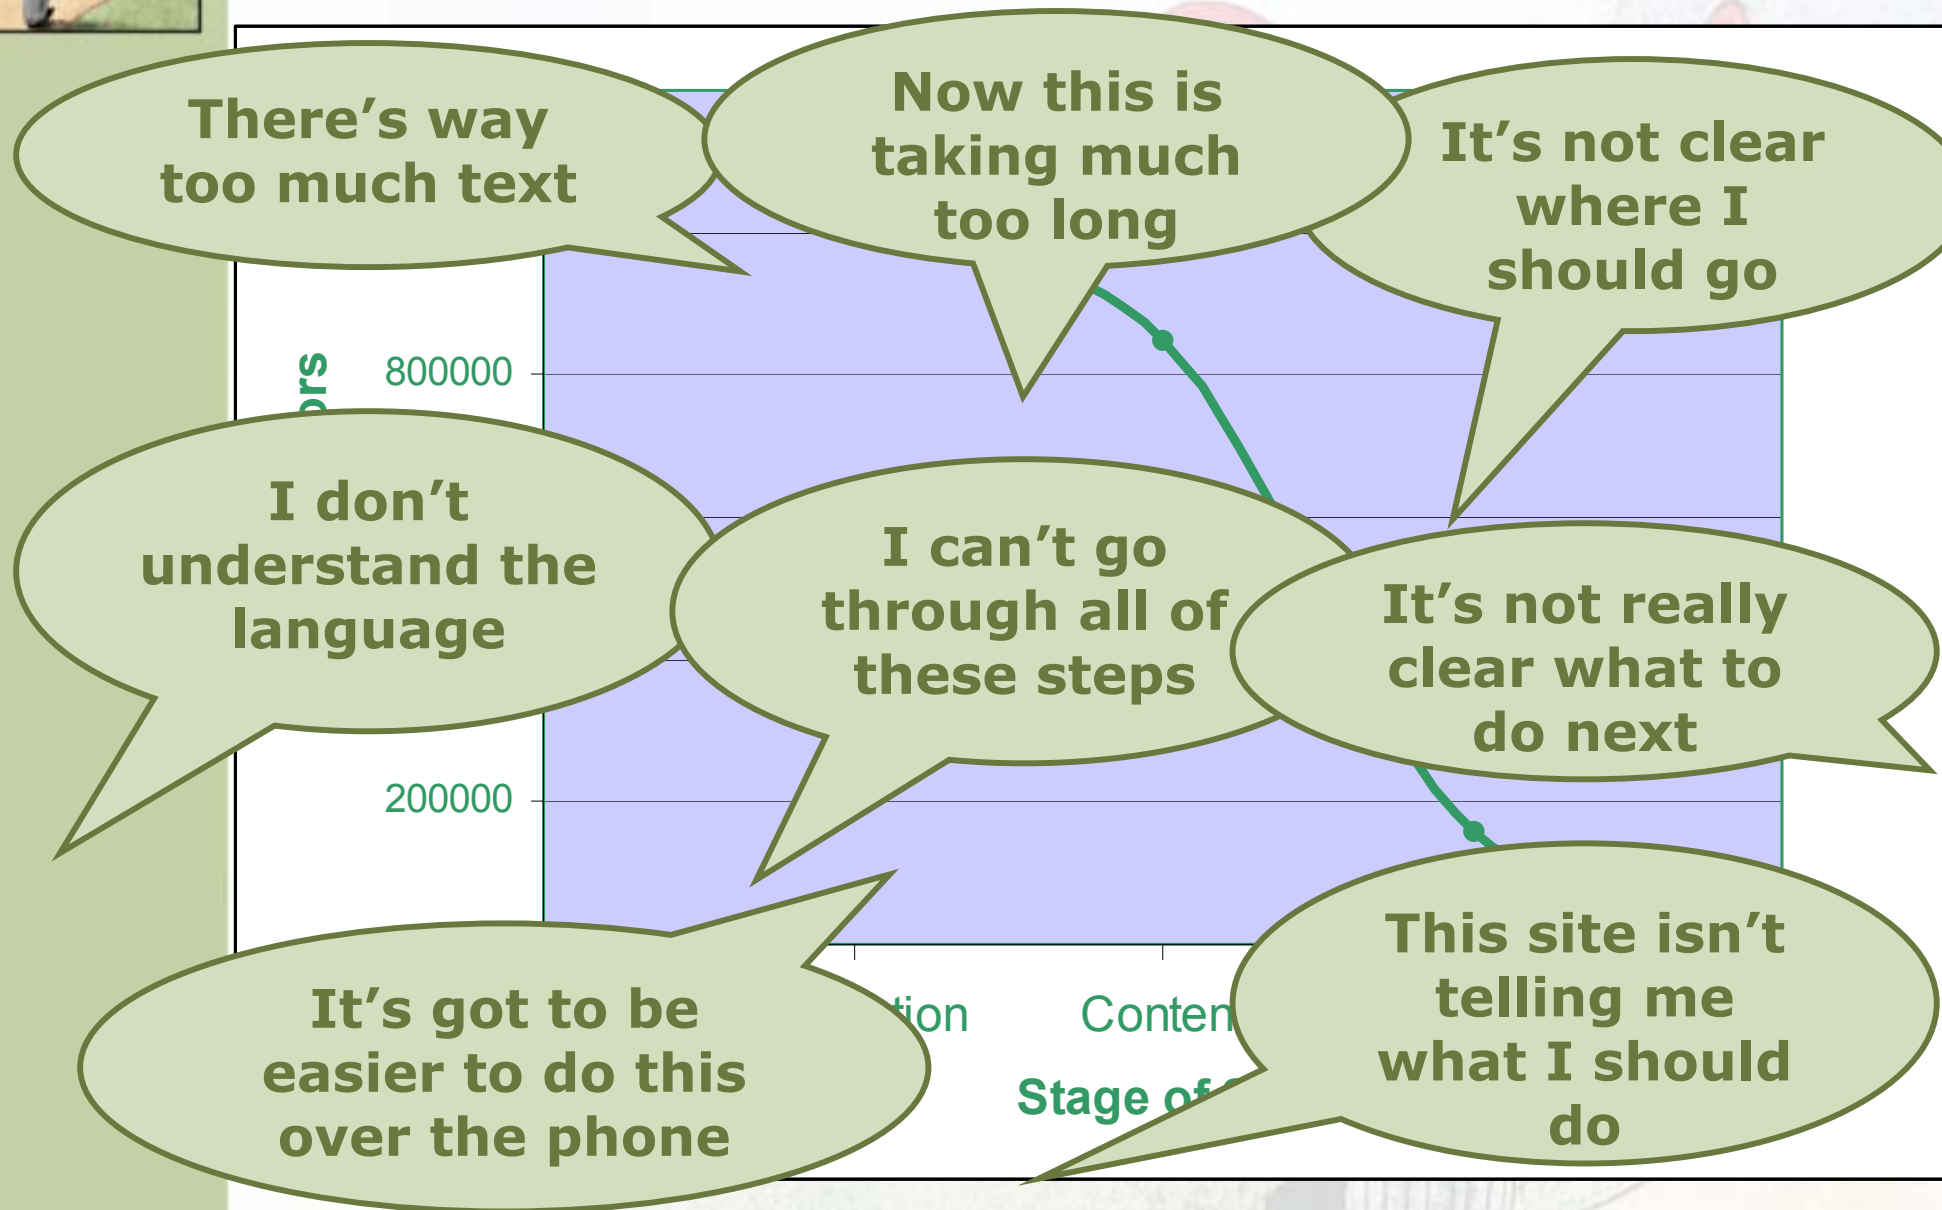 There’s way
too much text
Now this is
taking much
too long
It’s not clear
where I
should go
800000
I don’t
understand the
language
I can’t go
through all of
these steps
It’s not really
clear what to
do next
200000
It’s got to be
easier to do this
over the phone
This site isn’t
telling me
what I should
do
Stage of